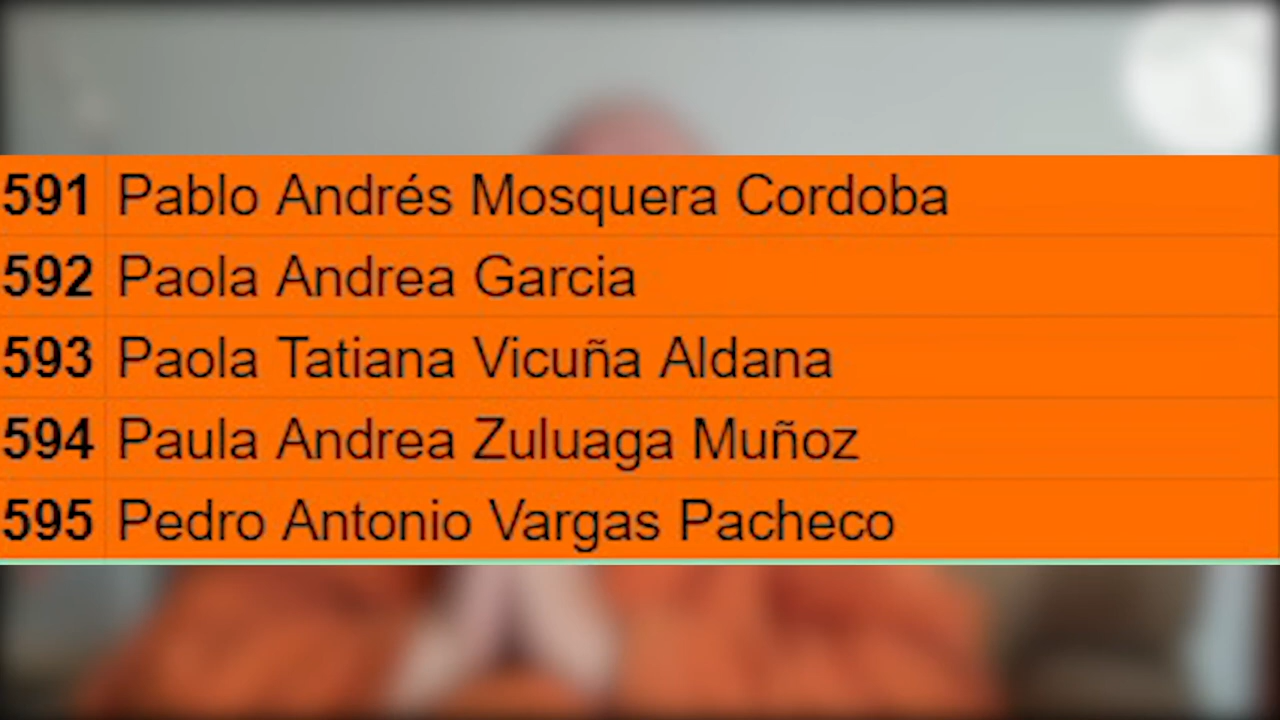 591 Pablo Andrés Mosquera Cordoba
592 Paola Andrea Garcia
593 Paola Tatiana Vicuña Aldana
594 Paula Andrea Zuluaga Muñoz
595 Pedro Antonio Vargas Pacheco